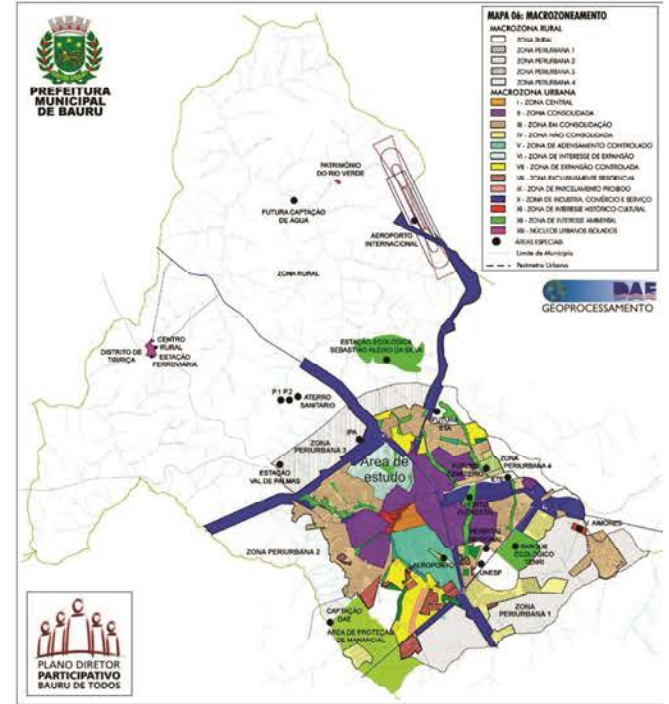 PREFEITURA
MUNICIPAL
DE BAURU
MAPA 06: MACROZONEAMENTO
MACROZONA RURAL
ZONA RURAL
ZONA PERIURBANA 1
ZONA PERIURBANA 2
ZONA PERIURBANA 3
ZONA PERIURBANA 4
MACROZONA URBANA
I - ZONA CENTRAL
II - ZONA CONSOLIDADA
III - ZONA EM CONSOLIDAÇÃO
IV - ZONA NÃO CONSOLIDADA
V - ZONA DE ADENSAMENTO CONTROLADO
VI - ZONA DE INTERESSE DE EXPANSÃO
VII - ZONA DE EXPANSÃO CONTROLADA
ZONA EXCLUSIVAMENTE RESIDENCIAL
IX - ZONA DE PARCELAMENTO PROIBIDO
X - ZONA DE INDUSTRIA, COMÉRCIO E SERVIÇO
XI - ZONA DE INTERESSE HISTÓRICO-CULTURAL
XII - ZONA DE INTERESSE AMBIENTAL
XIII - NÚCLEOS URBANOS ISOLADOS
ÁREAS ESPECIAIS
Limite de Município
Perímetro Urbano
DAE
GEOPROCESSAMENTO
PATRIMÔNIO
DO RIO VERDE
FUTURA CAPTAÇÃO
DE AGUA
AEROPORTO
INTERNACIONAL
ZONA RURAL
ESTAÇÃO ECOLÓGICA
SEBASTIÃO ALEIXO DA SILVA
CENTRO
RURAL
DISTRITO DE
TIBIRIÇA
ESTAÇÃO
FERROVIÁRIA
P1 P2
ATERRO
SANITÁRIO
FUTURA
ETA
IPA
ZONA
PERIURBANA 3
Área de
estudo
ZONA
PERIURBANA 4
ESTAÇÃO
VAL DE PALMAS
V. AIMORES
ZONA PERIURBANA 2
AEROPORTO
UNESP
PARQUE
ECOLÓGICO
TENRI
ZONA
PERIURBANA 1
CAPTAÇÃO
DAE
AREA DE PROTEÇÃO
DE MANANCIAL
PLANO DIRETOR
PARTICIPATIVO
BAURU DE TODOS